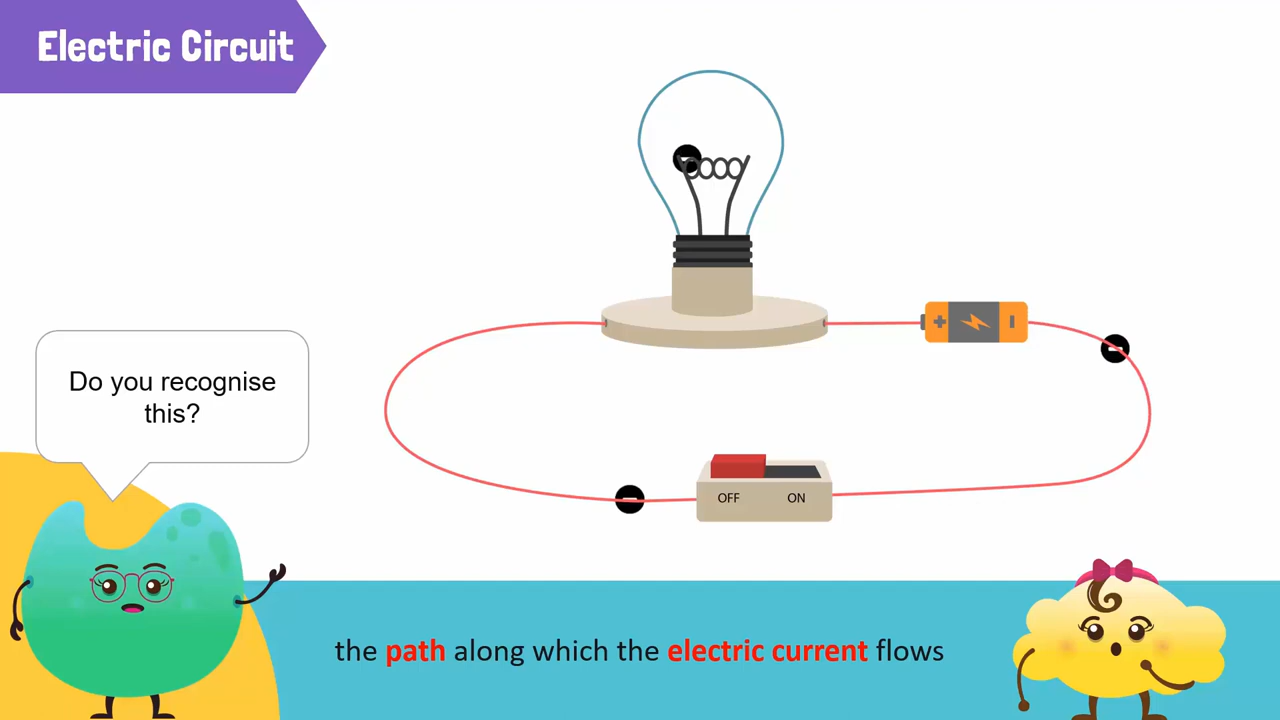 Electric Circuit
Do you recognise
this?
+
-
OFF ON
the path along which the electric current flows